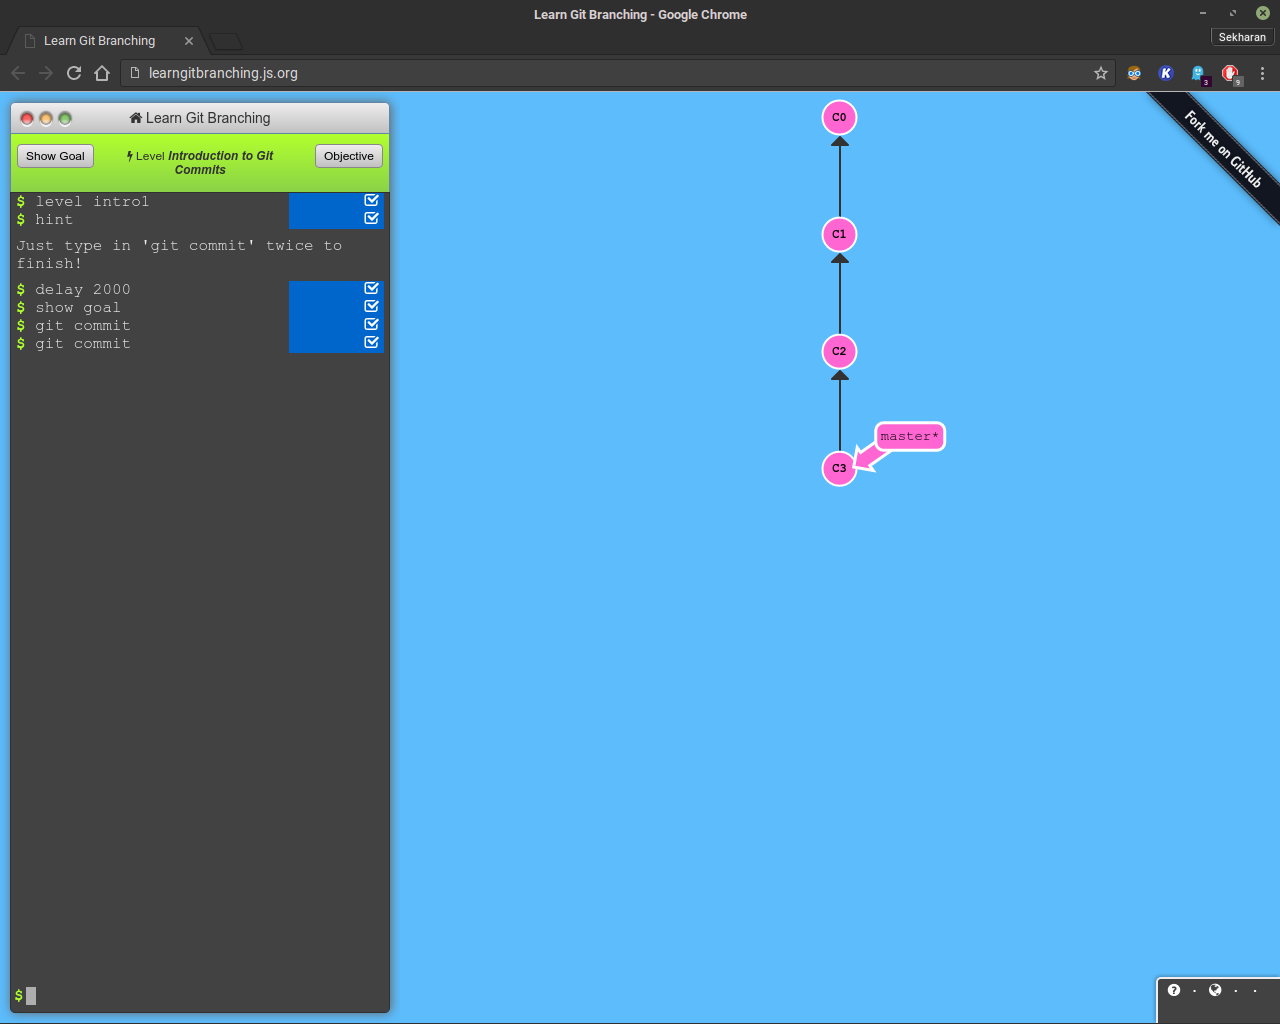 Learn Git Branching - Google Chrome
Learn Git Branching
Sekharan
learngitbranching.js.org
K
3
9
Learn Git Branching
Show Goal
Level Introduction to Git
Commits
Objective
$ level intro1
$ hint
Just type in 'git commit' twice to
finish!
$ delay 2000
$ show goal
$ git commit
$ git commit
$
C0
C1
C2
C3
master*
Fork me on GitHub
?